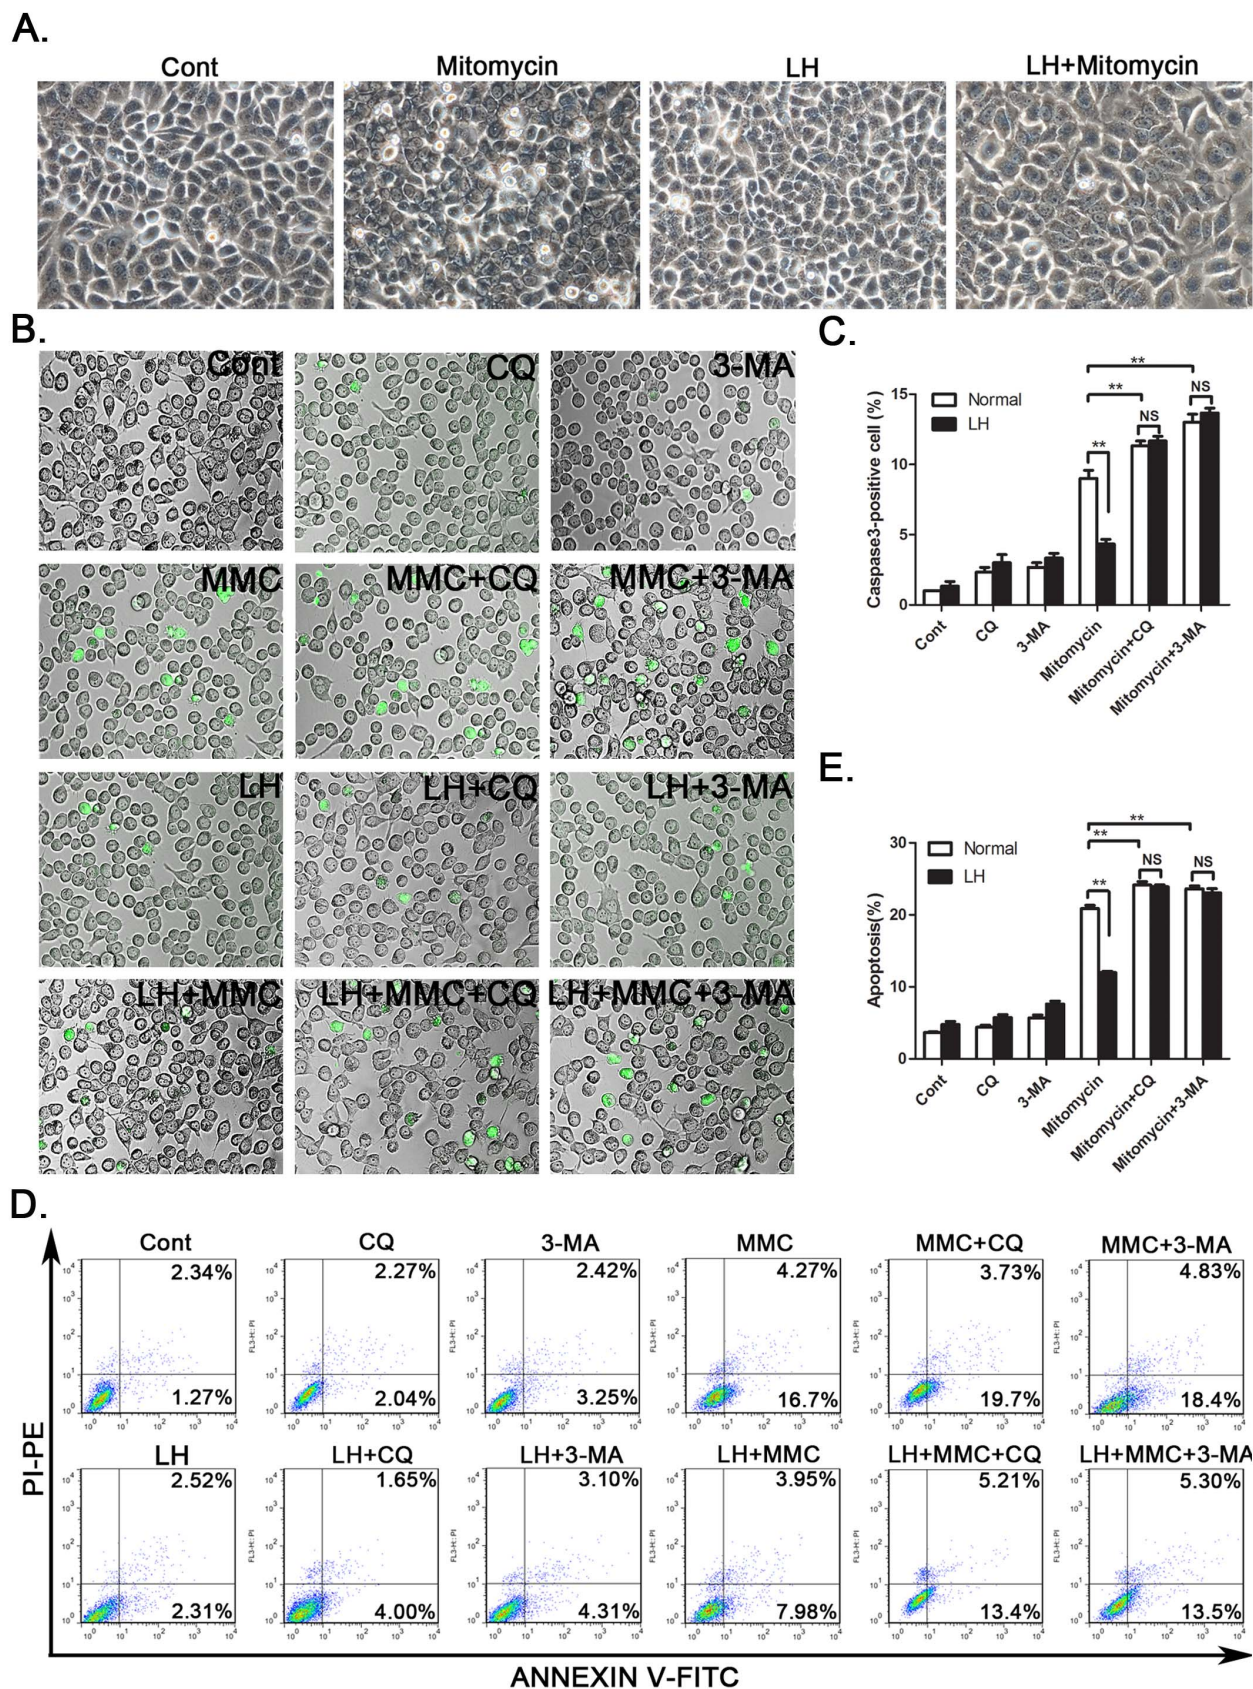 A.
Cont Mitomycin LH LH+Mitomycin
B.
Cont CQ 3-MA
MMC MMC+CQ MMC+3-MA
LH LH+CQ LH+3-MA
LH+MMC LH+MMC+CQ LH+MMC+3-MA
C.
Caspase3-positive cell (%)
15
10
5
0
Normal
LH
** ** ** NS NS
Cont CQ 3-MA Mitomycin Mitomycin+CQ Mitomycin+3-MA
E.
Apoptosis(%)
30
20
10
0
Normal
LH
** ** ** NS NS
Cont CQ 3-MA Mitomycin Mitomycin+CQ Mitomycin+3-MA
D.
Cont CQ 3-MA MMC MMC+CQ MMC+3-MA
2.34% 2.27% 2.42% 4.27% 3.73% 4.83%
1.27% 2.04% 3.25% 16.7% 19.7% 18.4%
LH LH+CQ LH+3-MA LH+MMC LH+MMC+CQ LH+MMC+3-MA
2.52% 1.65% 3.10% 3.95% 5.21% 5.30%
2.31% 4.00% 4.31% 7.98% 13.4% 13.5%
PI-PE
ANNEXIN V-FITC